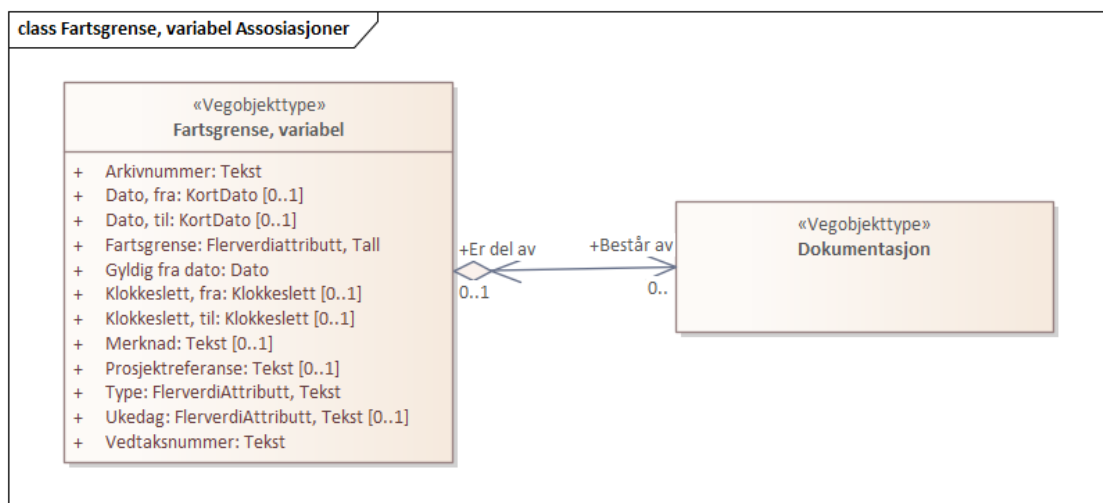 class Fartsgrense, variabel Assosiasjoner
«Vegobjekttype»
Fartsgrense, variabel
+ Arkivnummer: Tekst
+ Dato, fra: KortDato [0..1]
+ Dato, til: KortDato [0..1]
+ Fartsgrense: Flerverdiattributt, Tall
+ Gyldig fra dato: Dato
+ Klokkeslett, fra: Klokkeslett [0..1]
+ Klokkeslett, til: Klokkeslett [0..1]
+ Merknad: Tekst [0..1]
+ Prosjektreferanse: Tekst [0..1]
+ Type: FlerverdiAttributt, Tekst
+ Ukedag: FlerverdiAttributt, Tekst [0..1]
+ Vedtaksnummer: Tekst
+Er del av
0..1
+Består av
0..
«Vegobjekttype»
Dokumentasjon